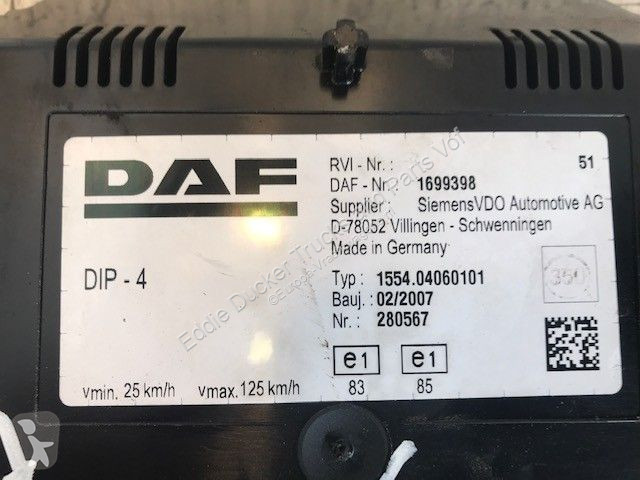 DAF
DIP - 4
RVI - Nr. : 51
DAF - Nr. : 1699398
Supplier : SiemensVDO Automotive AG
D-78052 Villingen - Schwenningen
Made in Germany
Typ : 1554.04060101
Bauj. : 02/2007
Nr. : 280567
350
e1 e1
83 85
vmin. 25 km/h vmax. 125 km/h
Eddie Ducker Truck Parts Vof